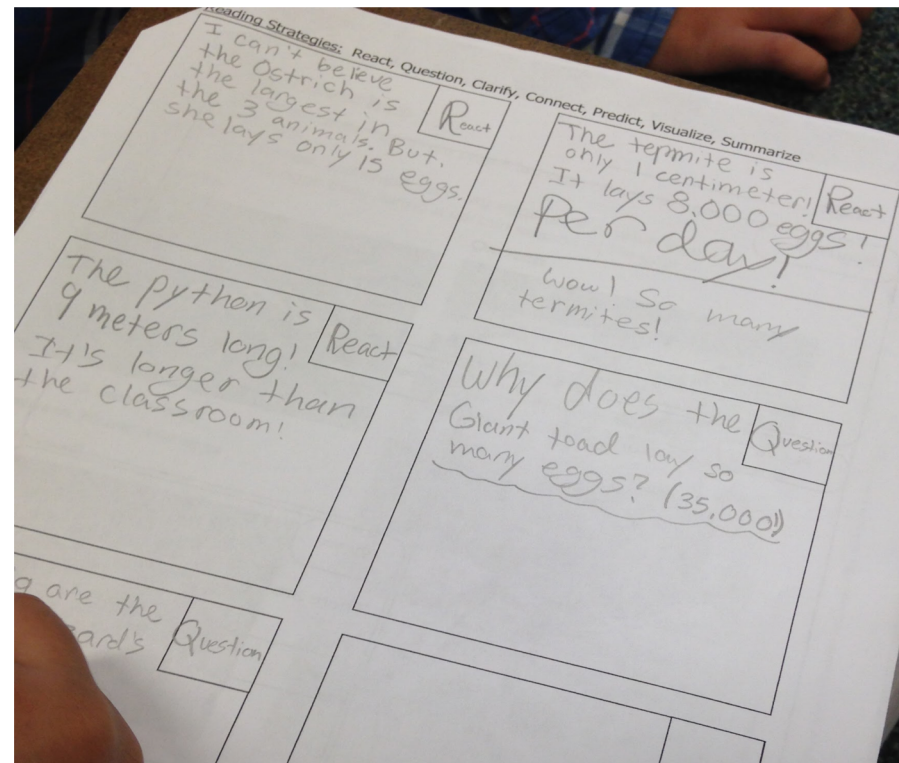 Reading Strategies: React, Question, Clarify, Connect, Predict, Visualize, Summarize
I can't believe
the Ostrich is
the largest in
the 3 animals. But,
she lays only 15 eggs.
React
The tepmite is
only 1 centimeter!
It lays 8,000 eggs!
Per day!
wow! So many
termites!
React
The python is
9 meters long!
It's longer than
the classroom!
React
Why does the
Giant toad lay so
many eggs? (35,000!)
Question
are the
Question